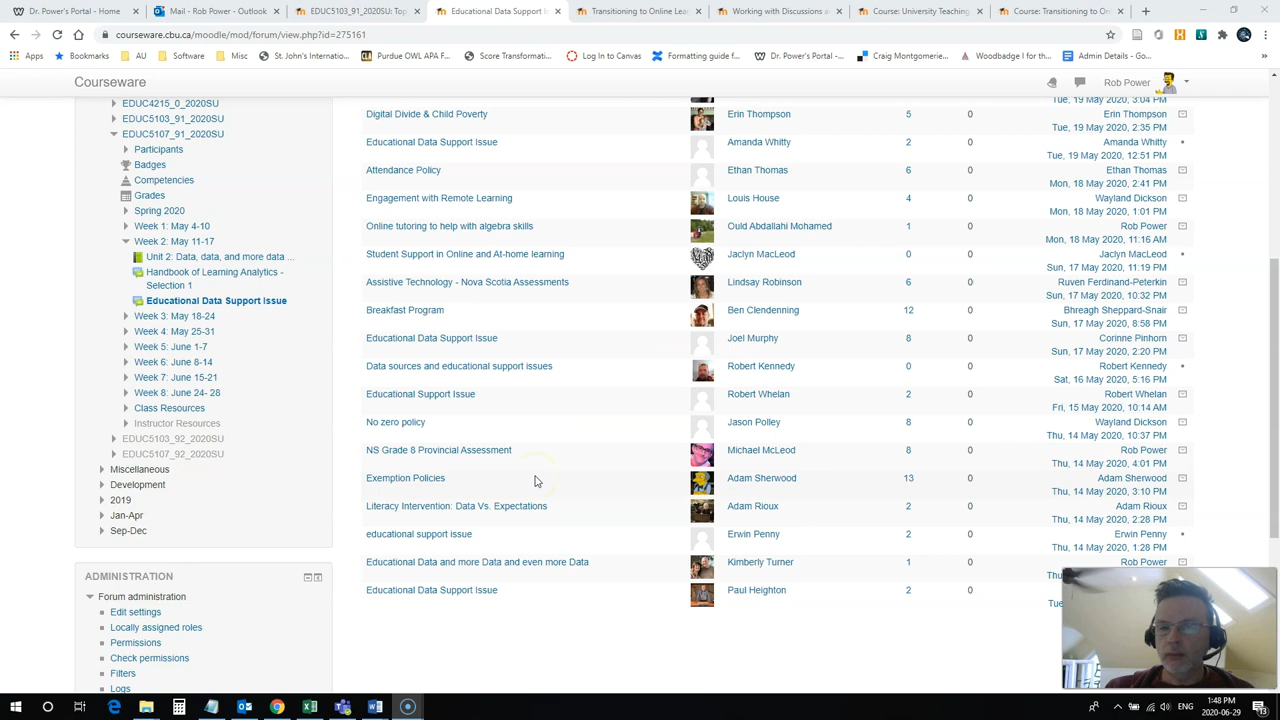 Dr. Power's Portal -
Mail - Rob Power - Outlook
EDUC5103_91_2020SU: Top
Educational Data Support Is
Transitioning to Online Lea
WDDs: Teaching
with Discussions a
Course: University Teaching
Course: Transitioning to On
courseware.cbu.ca/moodle/mod/forum/view.php?id=275161
Apps
Bookmarks
AU
Software
St. John's Internatio...
Purdue OWL APA F...
Score Transformati...
Log In to Canvas
Formatting guide f...
Dr. Power's Portal -...
Craig Montgomerie...
Woodbadge I for th...
Admin Details - Go...
Courseware
Rob Power
EDUC4215_0_2020SU
EDUC5103_91_2020SU
EDUC5107_91_2020SU
Participants
Badges
Competencies
Grades
Spring 2020
Week 1: May 4-10
Week 2: May 11-17
Unit 2: Data, data, and more data ...
Handbook of Learning Analytics -
Selection 1
Educational Data Support Issue
Week 3: May 18-24
Week 4: May 25-31
Week 5: June 1-7
Week 6: June 8-14
Week 7: June 15-21
Week 8: June 24- 28
Class Resources
Instructor Resources
EDUC5103_92_2020SU
EDUC5107_92_2020SU
Miscellaneous
Development
2019
Jan-Apr
Sep-Dec
ADMINISTRATION
Forum administration
Edit settings
Locally assigned roles
Permissions
Check permissions
Filters
Logs
Tue, 19 May 2020, 3:04 PM
Digital Divide & Child Poverty Erin Thompson 5 0 Erin Thompson
Tue, 19 May 2020, 2:35 PM
Educational Data Support Issue Amanda Whitty 2 0 Amanda Whitty
Tue, 19 May 2020, 12:51 PM
Attendance Policy Ethan Thomas 6 0 Ethan Thomas
Mon, 18 May 2020, 2:41 PM
Engagement with Remote Learning Louis House 4 0 Wayland Dickson
Mon, 18 May 2020, 1:01 PM
Online tutoring to help with algebra skills Ould Abdallahi Mohamed 1 0 Rob Power
Mon, 18 May 2020, 11:16 AM
Student Support in Online and At-home learning Jaclyn MacLeod 0 0 Jaclyn MacLeod
Sun, 17 May 2020, 11:19 PM
Assistive Technology - Nova Scotia Assessments Lindsay Robinson 6 0 Ruven Ferdinand-Peterkin
Sun, 17 May 2020, 10:32 PM
Breakfast Program Ben Clendenning 12 0 Bhreagh Sheppard-Snair
Sun, 17 May 2020, 8:58 PM
Educational Data Support Issue Joel Murphy 8 0 Corinne Pinhorn
Sun, 17 May 2020, 2:20 PM
Data sources and educational support issues Robert Kennedy 0 0 Robert Kennedy
Sat, 16 May 2020, 5:16 PM
Educational Support Issue Robert Whelan 2 0 Robert Whelan
Fri, 15 May 2020, 10:14 AM
No zero policy Jason Polley 8 0 Wayland Dickson
Thu, 14 May 2020, 10:37 PM
NS Grade 8 Provincial Assessment Michael McLeod 8 0 Rob Power
Thu, 14 May 2020, 4:01 PM
Exemption Policies Adam Sherwood 13 0 Adam Sherwood
Thu, 14 May 2020, 3:10 PM
Literacy Intervention: Data Vs. Expectations Adam Rioux 2 0 Adam Rioux
Thu, 14 May 2020, 2:28 PM
educational support issue Erwin Penny 2 0 Erwin Penny
Thu, 14 May 2020, 1:28 PM
Educational Data and more Data and even more Data Kimberly Turner 1 0 Rob Power
Thu
Educational Data Support Issue Paul Heighton 2 0
Tue
ENG
1:48 PM
2020-06-29